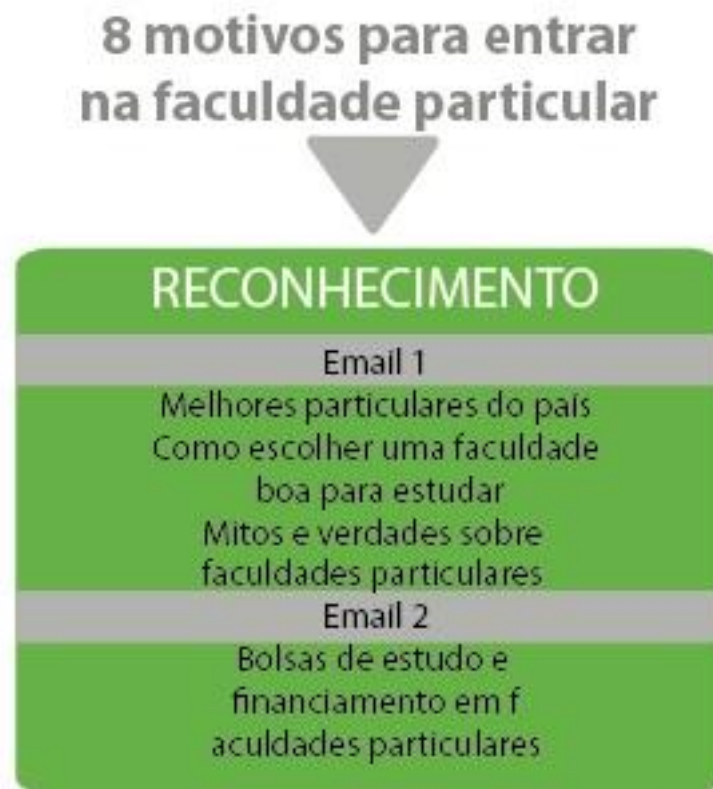 8 motivos para entrar
na faculdade particular
RECONHECIMENTO
Email 1
Melhores particulares do país
Como escolher uma faculdade
boa para estudar
Mitos e verdades sobre
faculdades particulares
Email 2
Bolsas de estudo e
financiamento em f
aculdades particulares